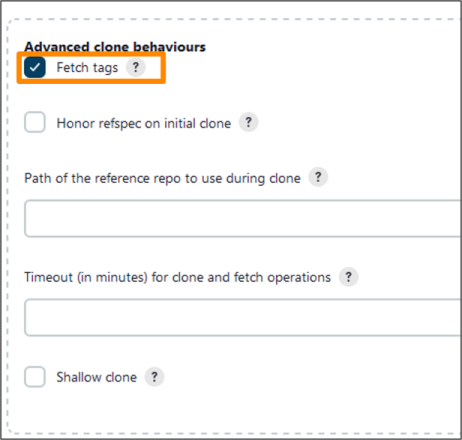 Advanced clone behaviours
Fetch tags ?
Honor refspec on initial clone ?
Path of the reference repo to use during clone ?
Timeout (in minutes) for clone and fetch operations ?
Shallow clone ?